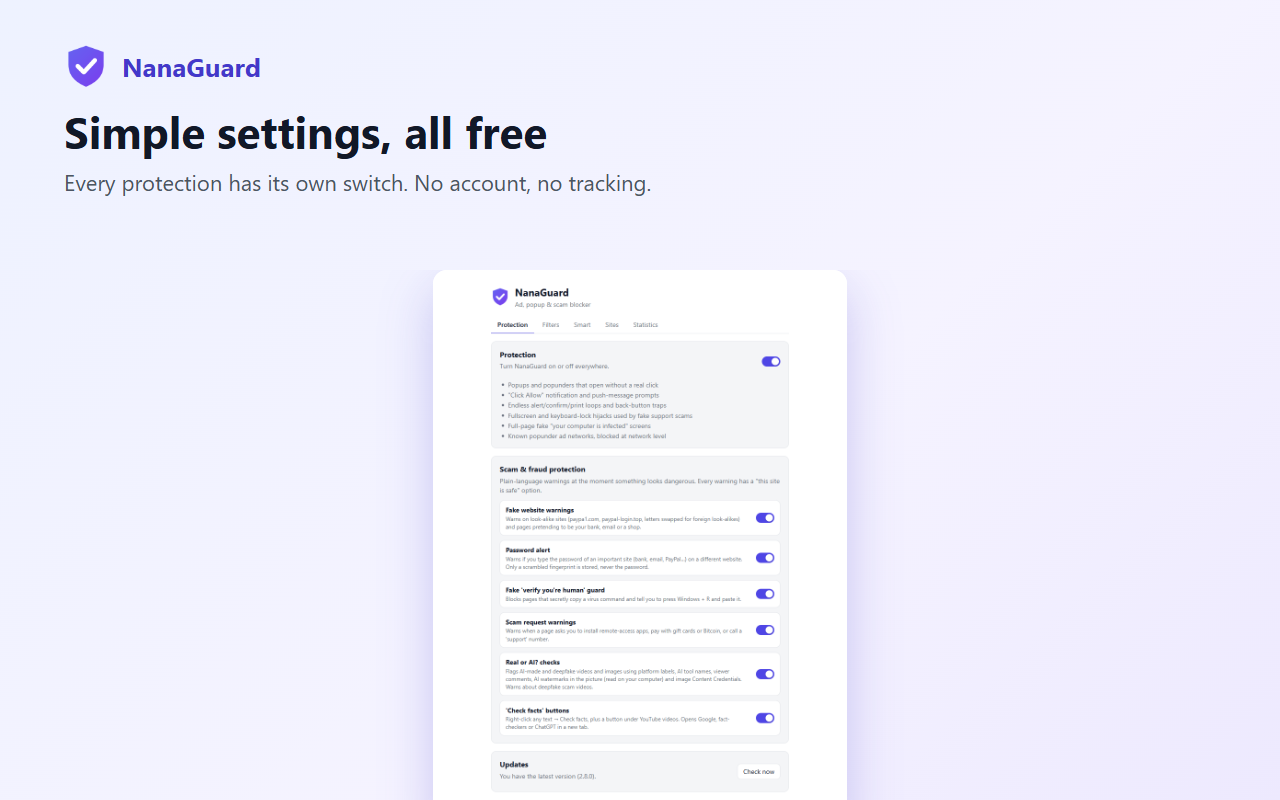 NanaGuard
Simple settings, all free
Every protection has its own switch. No account, no tracking.
NanaGuard
Ad, popup & scam blocker
Protection Filters Smart Sites Statistics
Protection
Turn NanaGuard on or off everywhere.
• Popups and popunders that open without a real click
• "Click Allow" notification and push-message prompts
• Endless alert/confirm/print loops and back-button traps
• Fullscreen and keyboard-lock hijacks used by fake support scams
• Full-page fake "your computer is infected" screens
• Known popunder ad networks, blocked at network level
Scam & fraud protection
Plain-language warnings at the moment something looks dangerous. Every warning has a "this site
is safe" option.
Fake website warnings
Warns on look-alike sites (paypa1.com, paypal-login.top, letters swapped for foreign look-alikes)
and pages pretending to be your bank, email or a shop.
Password alert
Warns if you type the password of an important site (bank, email, PayPal...) on a different website.
Only a scrambled fingerprint is stored, never the password.
Fake 'verify you're human' guard
Blocks pages that secretly copy a virus command and tell you to press Windows + R and paste it.
Scam request warnings
Warns when a page asks you to install remote-access apps, pay with gift cards or Bitcoin, or call a
'support' number.
Real or AI? checks
Flags AI-made and deepfake videos and images using platform labels, AI tool names, viewer
comments, AI watermarks in the picture (read on your computer) and image Content Credentials.
Warns about deepfake scam videos.
'Check facts' buttons
Right-click any text → Check facts, plus a button under YouTube videos. Opens Google, fact-
checkers or ChatGPT in a new tab.
Updates
You have the latest version (2.0.0).
Check now